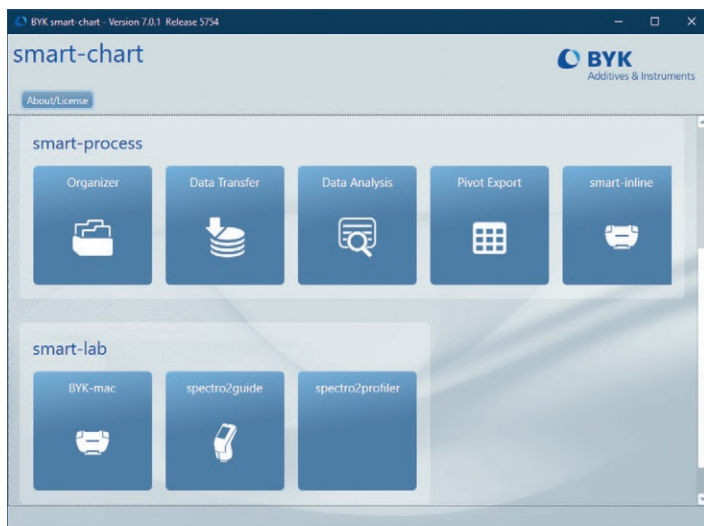 BYK smart-chart - Version 7.0.1 Release 5754
smart-chart
BYK
Additives & Instruments
About/License
smart-process
Organizer
Data Transfer
Data Analysis
Pivot Export
smart-inline
smart-lab
BYK-mac
spectro2guide
spectro2profiler